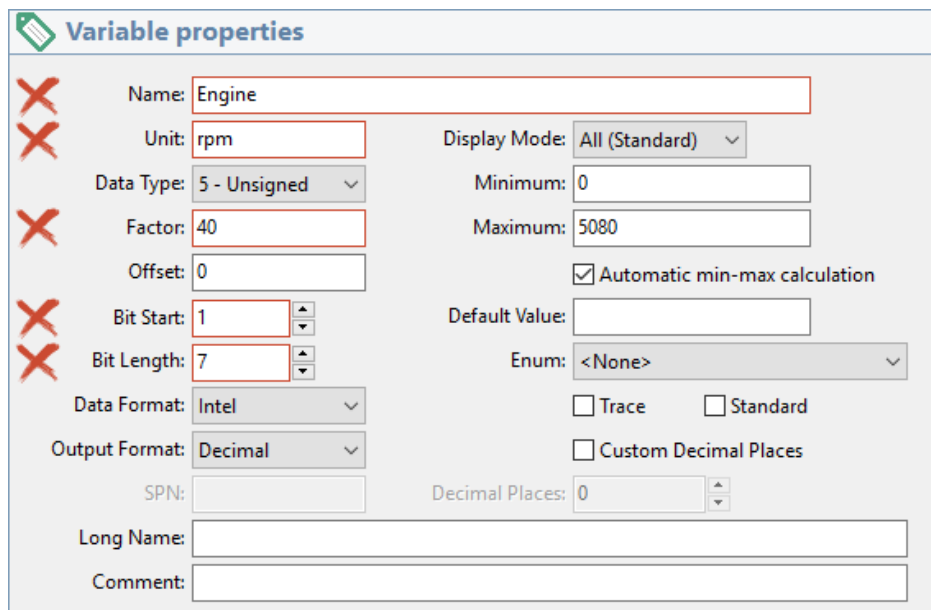 Variable properties
Name: Engine
Unit: rpm
Display Mode: All (Standard)
Data Type: 5 - Unsigned
Minimum: 0
Factor: 40
Maximum: 5080
Offset: 0
Automatic min-max calculation
Bit Start: 1
Default Value:
Bit Length: 7
Enum: <None>
Data Format: Intel
Trace Standard
Output Format: Decimal
Custom Decimal Places
SPN:
Decimal Places: 0
Long Name:
Comment: